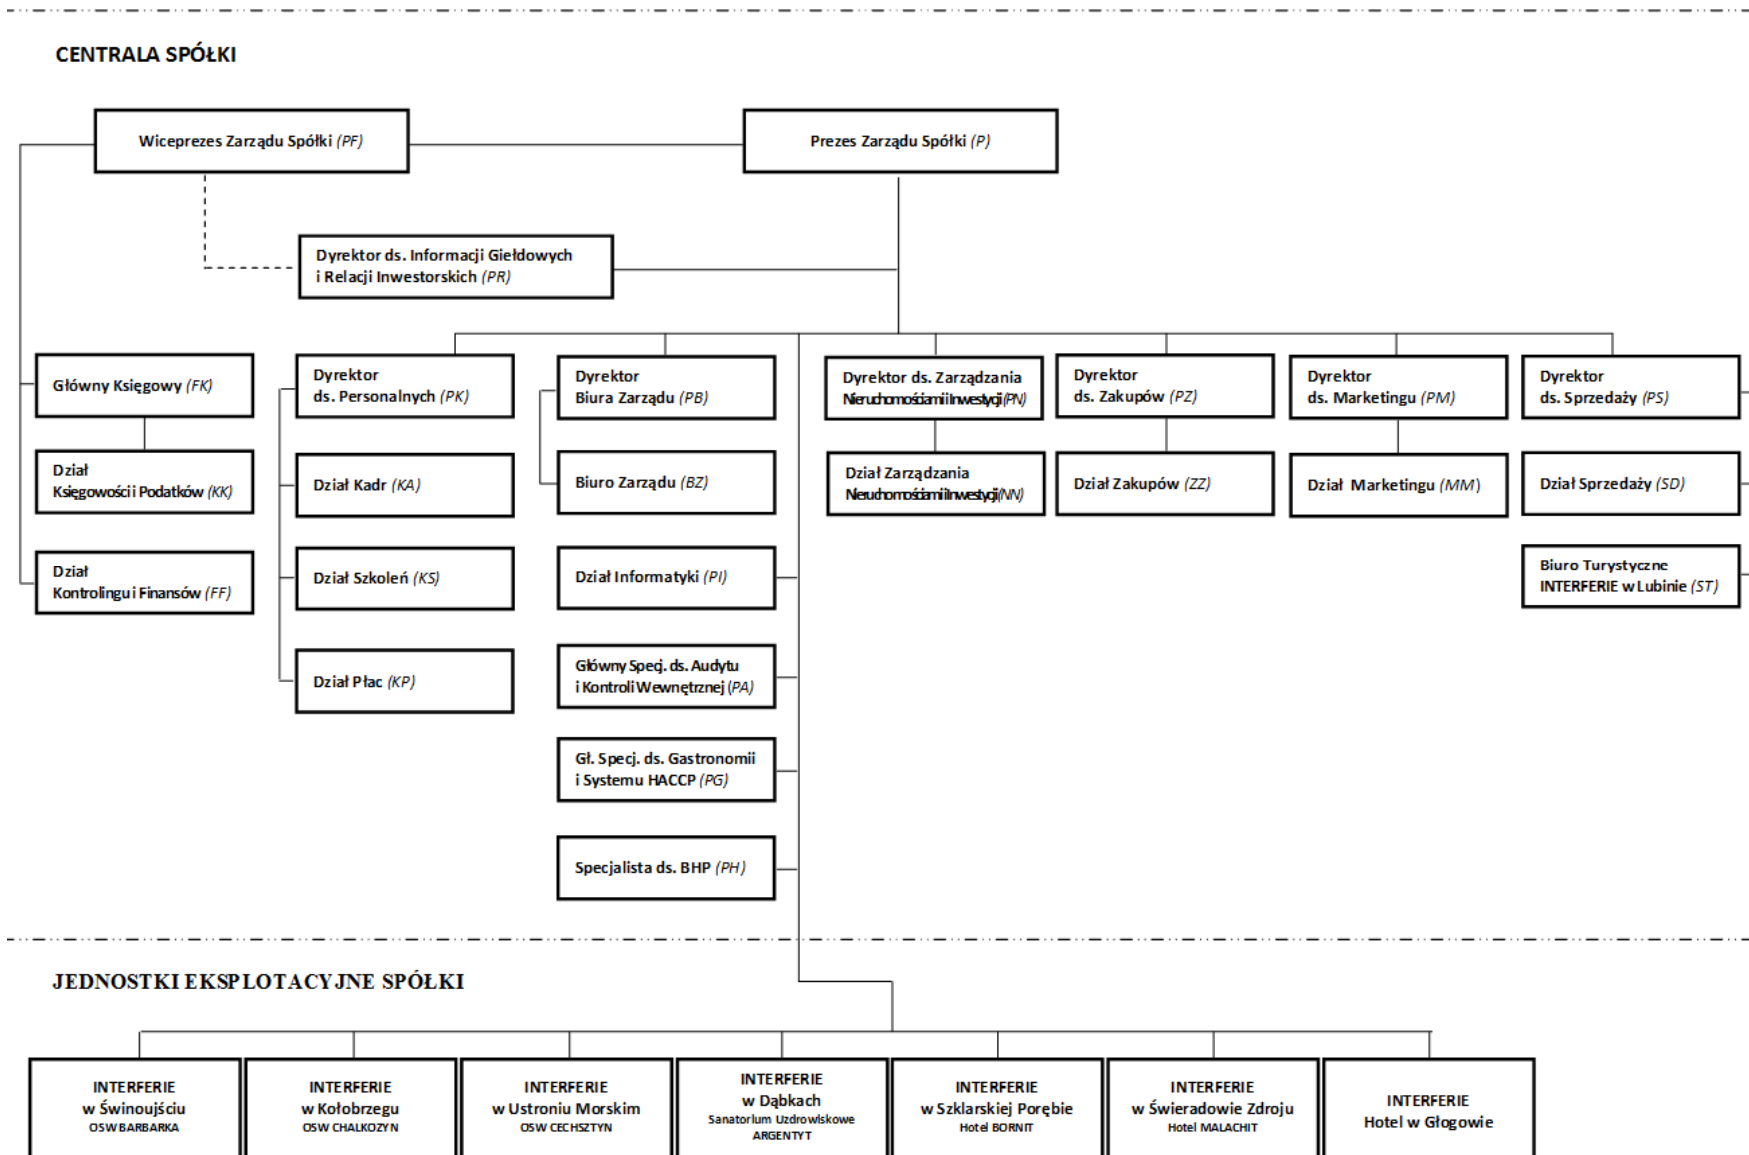 CENTRALA SPÓŁKI
Wiceprezes Zarządu Spółki (PF)
Prezes Zarządu Spółki (P)
Dyrektor ds. Informacji Giełdowych
i Relacji Inwestorskich (PR)
Główny Księgowy (FK)
Dyrektor
ds. Personalnych (PK)
Dyrektor
Biura Zarządu (PB)
Dyrektor ds. Zarządzania
Nieruchomościami i Inwestycji (PN)
Dyrektor
ds. Zakupów (PZ)
Dyrektor
ds. Marketingu (PM)
Dyrektor
ds. Sprzedaży (PS)
Dział
Księgowości i Podatków (KK)
Dział Kadr (KA)
Biuro Zarządu (BZ)
Dział Zarządzania
Nieruchomościami i Inwestycji (NN)
Dział Zakupów (ZZ)
Dział Marketingu (MM)
Dział Sprzedaży (SD)
Dział
Kontrolingu i Finansów (FF)
Dział Szkoleń (KS)
Dział Informatyki (PI)
Biuro Turystyczne
INTERFERIE w Lubinie (ST)
Dział Płac (KP)
Główny Specj. ds. Audytu
i Kontroli Wewnętrznej (PA)
Gł. Specj. ds. Gastronomii
i Systemu HACCP (PG)
Specjalista ds. BHP (PH)
JEDNOSTKI EKSPLOTACYJNE SPÓŁKI
INTERFERIE
w Świnoujściu
OSW BARBARKA
INTERFERIE
w Kołobrzegu
OSW CHALKOZYN
INTERFERIE
w Ustroniu Morskim
OSW CECHSZTYN
INTERFERIE
w Dąbkach
Sanatorium Uzdrowiskowe
ARGENTYT
INTERFERIE
w Szklarskiej Porębie
Hotel BORNIT
INTERFERIE
w Świeradowie Zdroju
Hotel MALACHIT
INTERFERIE
Hotel w Głogowie